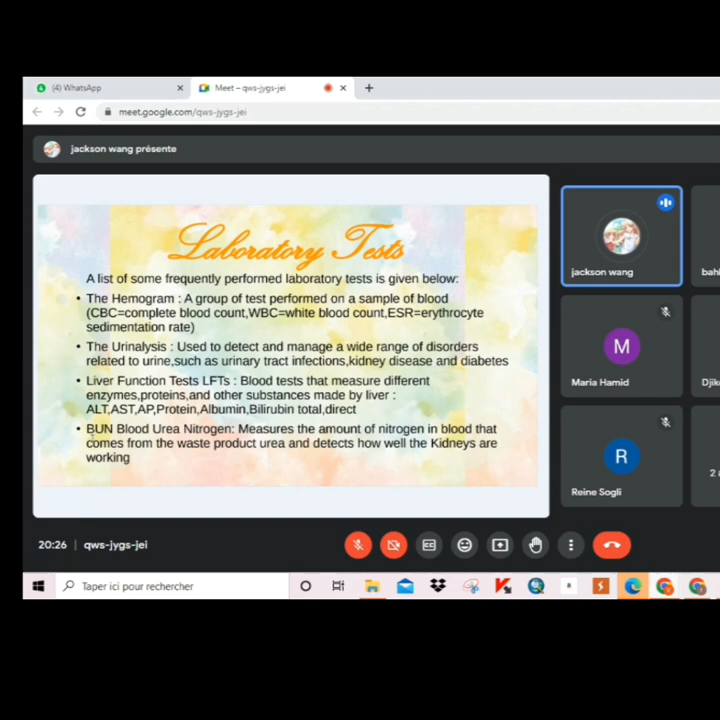 (4) WhatsApp
Meet – qws-jygs-jei
meet.google.com/qws-jygs-jei
jackson wang présente
Laboratory Tests
A list of some frequently performed laboratory tests is given below:
• The Hemogram : A group of test performed on a sample of blood
(CBC=complete blood count,WBC=white blood count,ESR=erythrocyte
sedimentation rate)
• The Urinalysis : Used to detect and manage a wide range of disorders
related to urine,such as urinary tract infections,kidney disease and diabetes
• Liver Function Tests LFTs : Blood tests that measure different
enzymes,proteins,and other substances made by liver :
ALT,AST,AP,Protein,Albumin,Bilirubin total,direct
• BUN Blood Urea Nitrogen: Measures the amount of nitrogen in blood that
comes from the waste product urea and detects how well the Kidneys are
working
jackson wang
M
Maria Hamid
R
Reine Sogli
20:26 | qws-jygs-jei
Taper ici pour rechercher